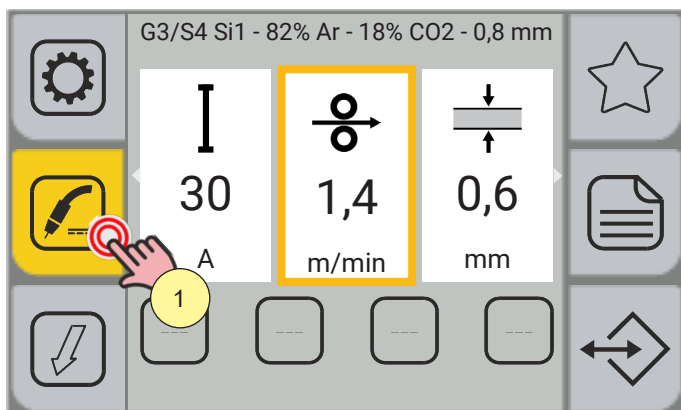 G3/S4 Si1 - 82% Ar - 18% CO2 - 0,8 mm
30
1,4
0,6
A
m/min
mm
1
--- --- --- ---